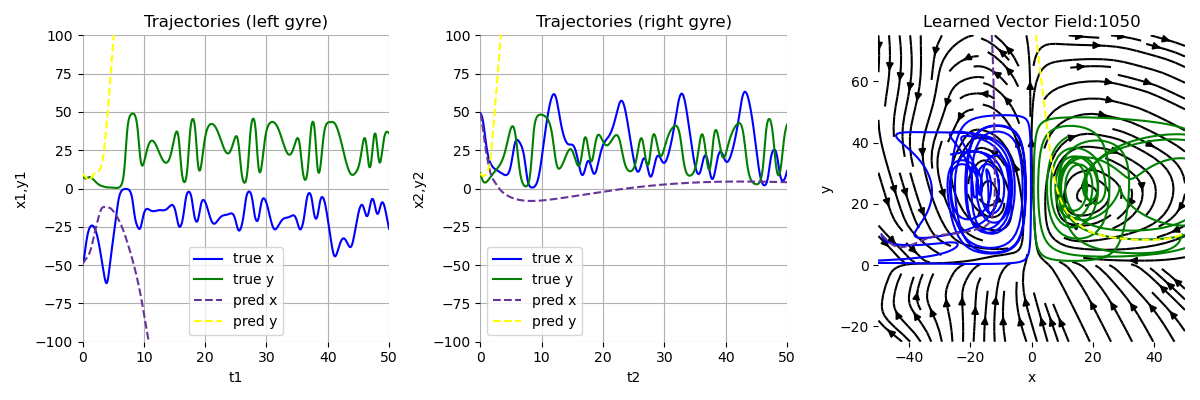 Trajectories (left gyre)
x1,y1
100
75
50
25
0
−25
−50
−75
−100
0
10
20
30
40
50
t1
true x
true y
pred x
pred y
Trajectories (right gyre)
x2,y2
100
75
50
25
0
−25
−50
−75
−100
0
10
20
30
40
50
t2
true x
true y
pred x
pred y
Learned Vector Field:1050
y
60
40
20
0
−20
−40
−20
0
20
40
x